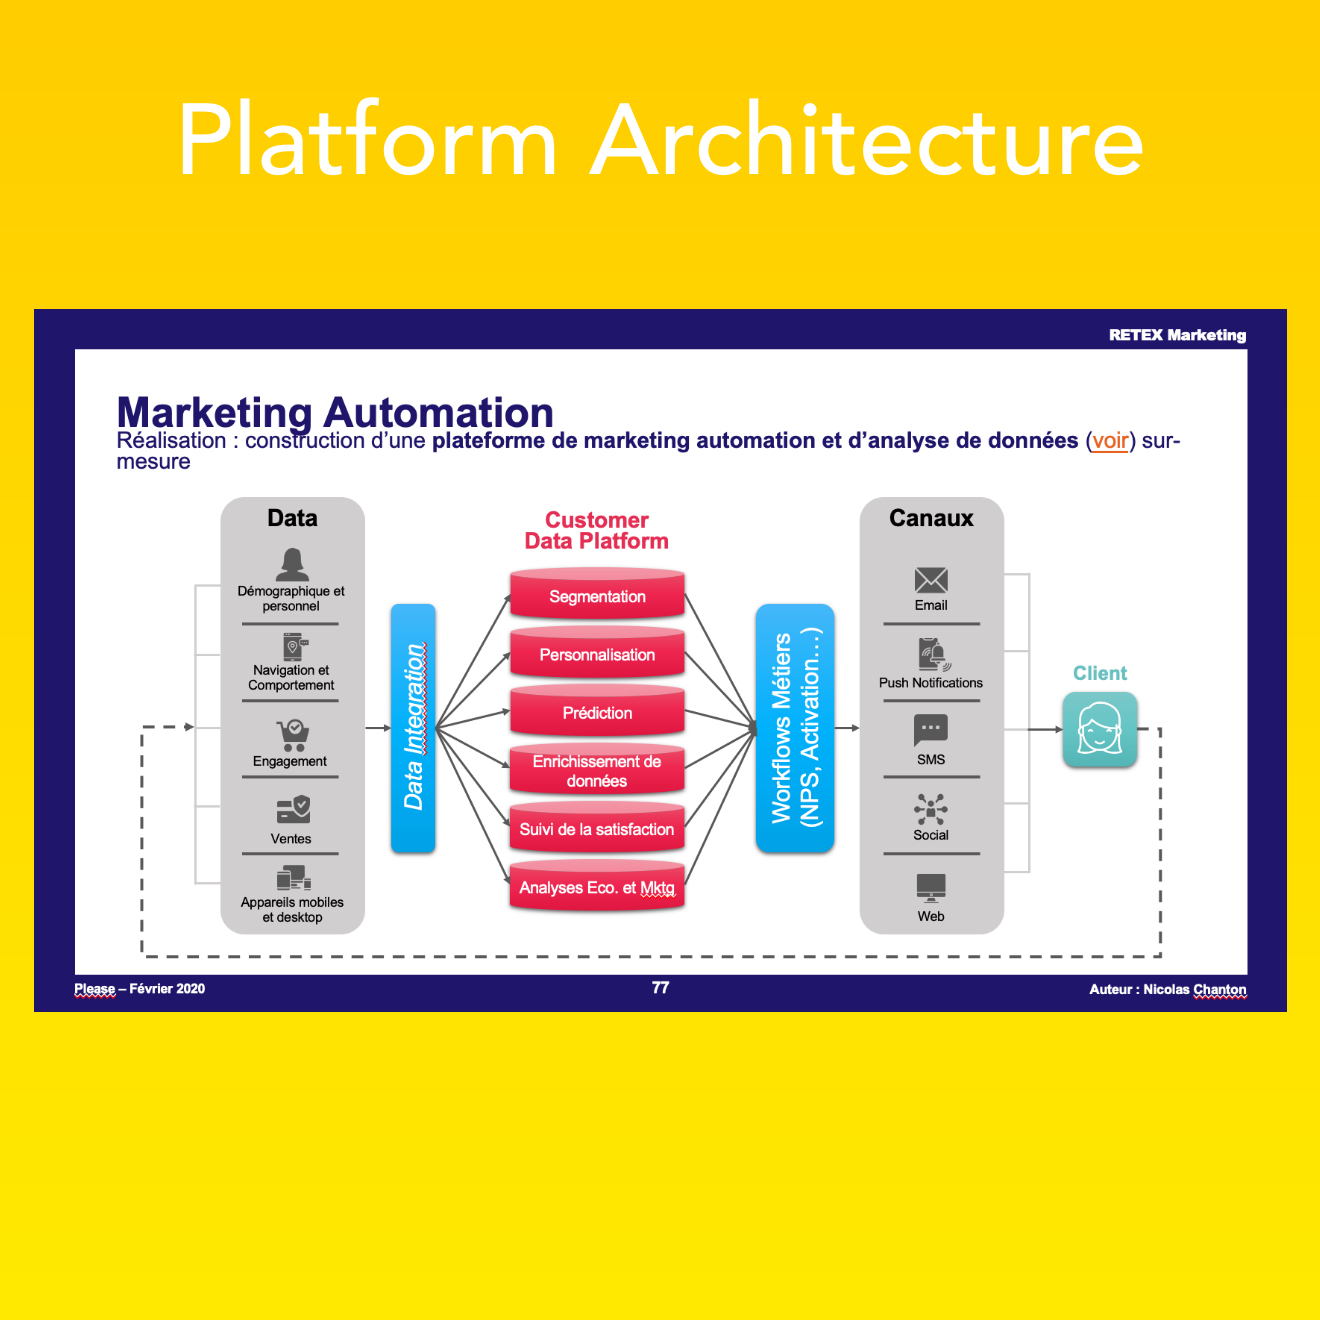 Platform Architecture
RETEX Marketing
Marketing Automation
Réalisation : construction d’une plateforme de marketing automation et d’analyse de données (voir) sur-
mesure
Data
Démographique et
personnel
Navigation et
Comportement
Engagement
Ventes
Appareils mobiles
et desktop
Data Integration
Customer
Data Platform
Segmentation
Personnalisation
Prédiction
Enrichissement de
données
Suivi de la satisfaction
Analyses Eco. et Mktg
Workflows Métiers
(NPS, Activation…)
Canaux
Email
Push Notifications
SMS
Social
Web
Client
Please – Février 2020
77
Auteur : Nicolas Chanton